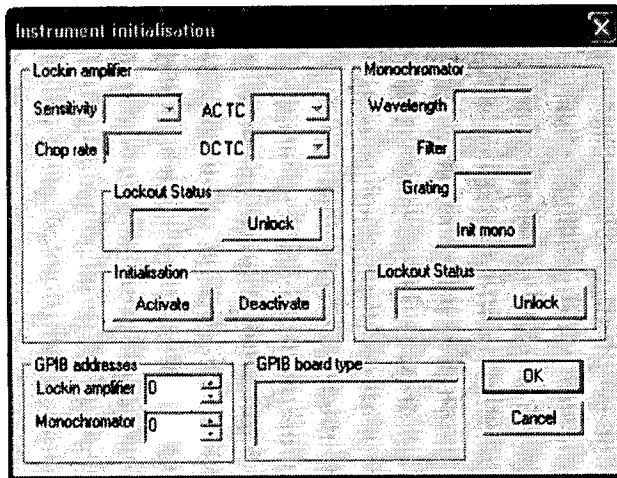 Instrument initialisation
Lockin amplifier
Sensitivity
AC TC
Chop rate
DC TC
Lockout Status
Unlock
Initialisation
Activate
Deactivate
Monochromator
Wavelength
Filter
Grating
Init mono
Lockout Status
Unlock
GPIB addresses
Lockin amplifier 0
Monochromator 0
GPIB board type
OK
Cancel